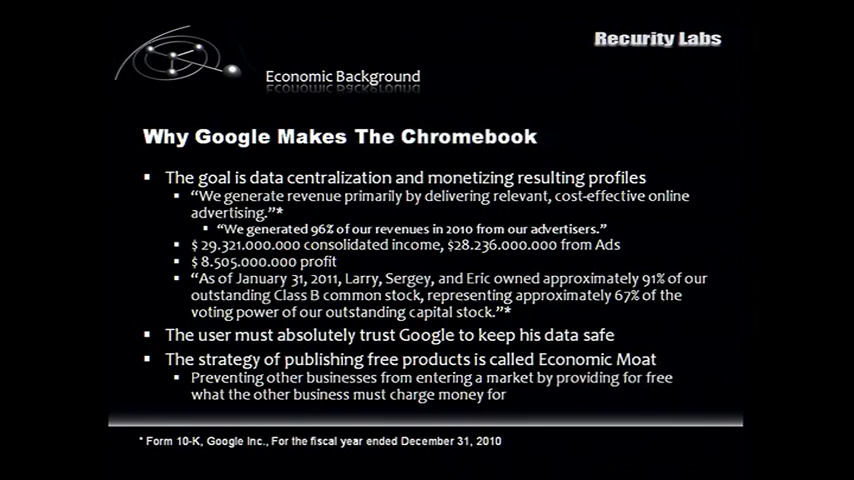 Recurity Labs
Economic Background
Why Google Makes The Chromebook
The goal is data centralization and monetizing resulting profiles
"We generate revenue primarily by delivering relevant, cost-effective online
advertising."*
"We generated 96% of our revenues in 2010 from our advertisers."
$ 29.321.000.000 consolidated income, $28.236.000.000 from Ads
$ 8.505.000.000 profit
"As of January 31, 2011, Larry, Sergey, and Eric owned approximately 91% of our
outstanding Class B common stock, representing approximately 67% of the
voting power of our outstanding capital stock."*
The user must absolutely trust Google to keep his data safe
The strategy of publishing free products is called Economic Moat
Preventing other businesses from entering a market by providing for free
what the other business must charge money for
* Form 10-K, Google Inc., For the fiscal year ended December 31, 2010